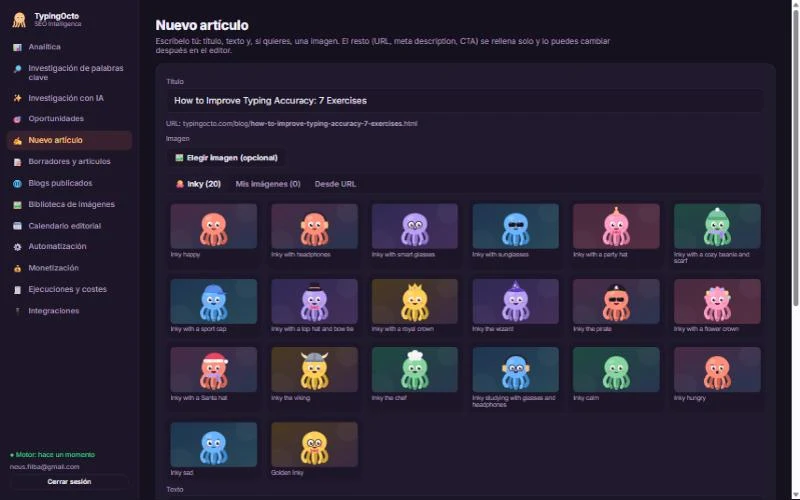 TypingOcto
SEO Intelligence
Analítica
Investigación de palabras
clave
Investigación con IA
Oportunidades
Nuevo artículo
Borradores y artículos
Blogs publicados
Biblioteca de imágenes
Calendario editorial
Automatización
Monetización
Ejecuciones y costes
Integraciones
● Motor: hace un momento
neus.filba@gmail.com
Cerrar sesión
Nuevo artículo
Escríbelo tú: título, texto y, si quieres, una imagen. El resto (URL, meta description, CTA) se rellena solo y lo puedes cambiar
después en el editor.
Título
How to Improve Typing Accuracy: 7 Exercises
URL: typingocto.com/blog/how-to-improve-typing-accuracy-7-exercises.html
Imagen
Elegir imagen (opcional)
Inky (20) Mis imágenes (0) Desde URL
Inky happy
Inky with headphones
Inky with smart glasses
Inky with sunglasses
Inky with a party hat
Inky with a cozy beanie and
scarf
Inky with a sport cap
Inky with a top hat and bow tie
Inky with a royal crown
Inky the wizard
Inky the pirate
Inky with a flower crown
Inky with a Santa hat
Inky the viking
Inky the chef
Inky studying with glasses and
headphones
Inky calm
Inky hungry
Inky sad
Golden Inky
Texto